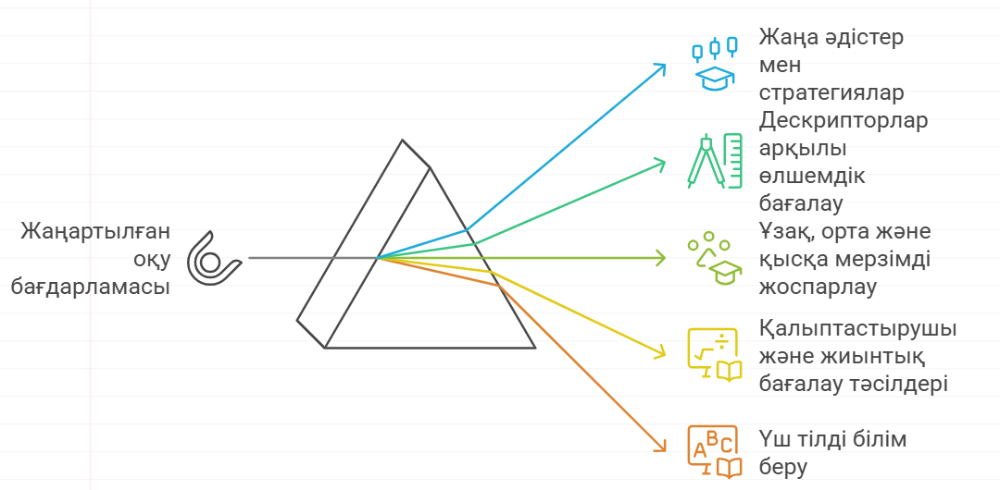 Жаңартылған
оқу
бағдарламасы
Жаңа әдістер
мен
стратегиялар
Дескрипторлар
арқылы
өлшемдік
бағалау
Ұзақ, орта және
қысқа мерзімді
жоспарлау
Қалыптастырушы
және жиынтық
бағалау тәсілдері
A B C
Үш тілді білім
беру